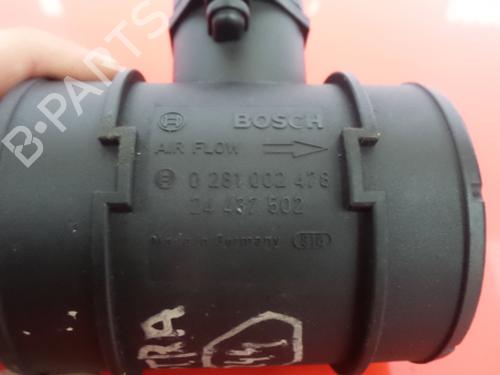 B-PARTS
BOSCH
AIR FLOW
0 281 002 478
24 437 502
Made in Germany